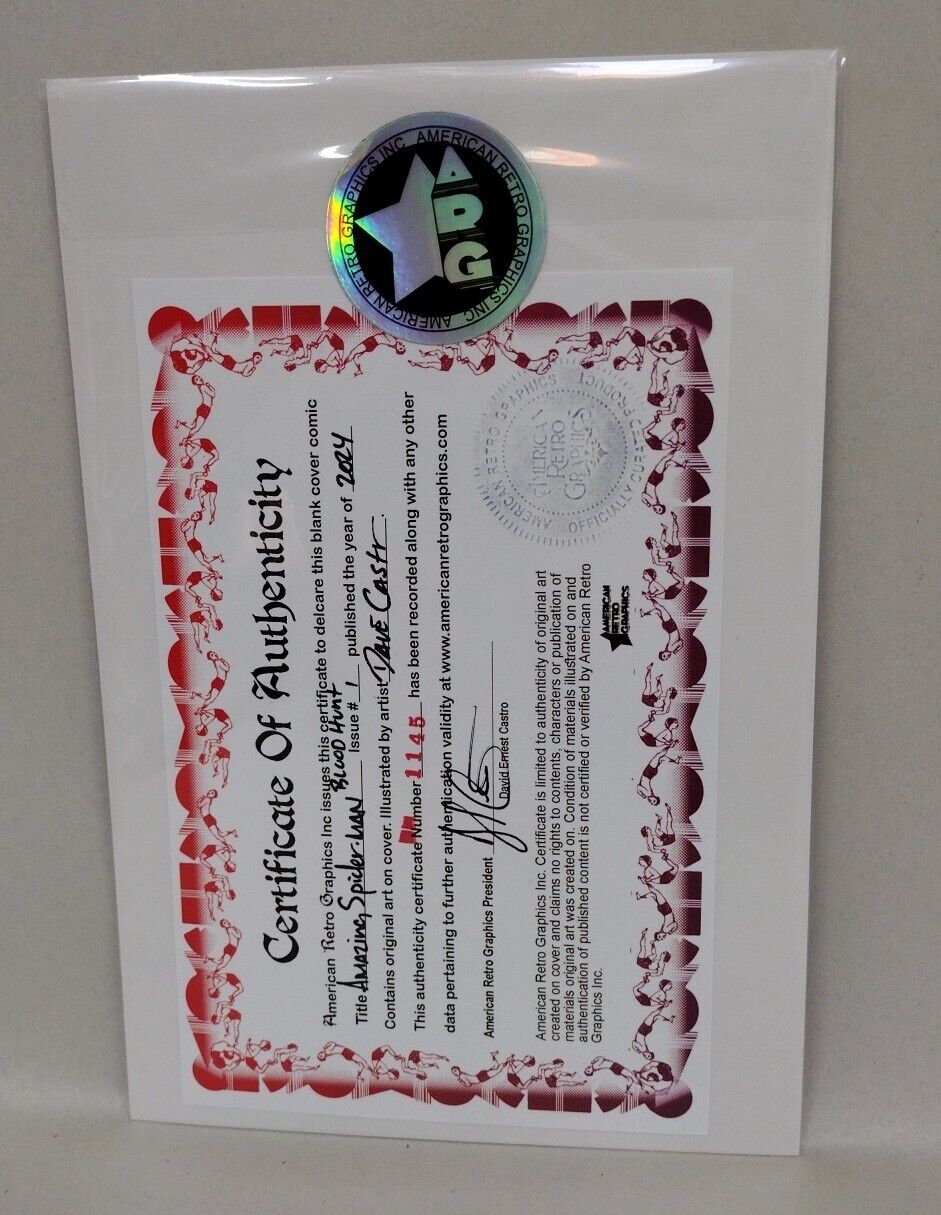 AMERICAN RETRO GRAPHICS INC.
AMERICAN RETRO GRAPHICS INC
ARG
Certificate Of Authenticity
American Retro Graphics Inc issues this certificate to delcare this blank cover comic
BLOOD HUNT
Title Amazing Spider-Man Issue # 1 published the year of 2024
Contains original art on cover. Illustrated by artist Dave Castr.
This authenticity certificate Number 1145 has been recorded along with any other
data pertaining to further authentication validity at www.americanretrographics.com
American Retro Graphics President
David Ernest Castro
AMERICAN RETRO GRAPHICS
OFFICIALLY CURATED PRODUCT
AMERICAN
RETRO
GRAPHICS
American Retro Graphics Inc. Certificate is limited to authenticity of original art
created on cover and claims no rights to contents, characters or publication of
materials original art was created on. Condition of materials illustrated on and
authentication of published content is not certified or verified by American Retro
Graphics Inc.
AMERICAN
RETRO
GRAPHICS